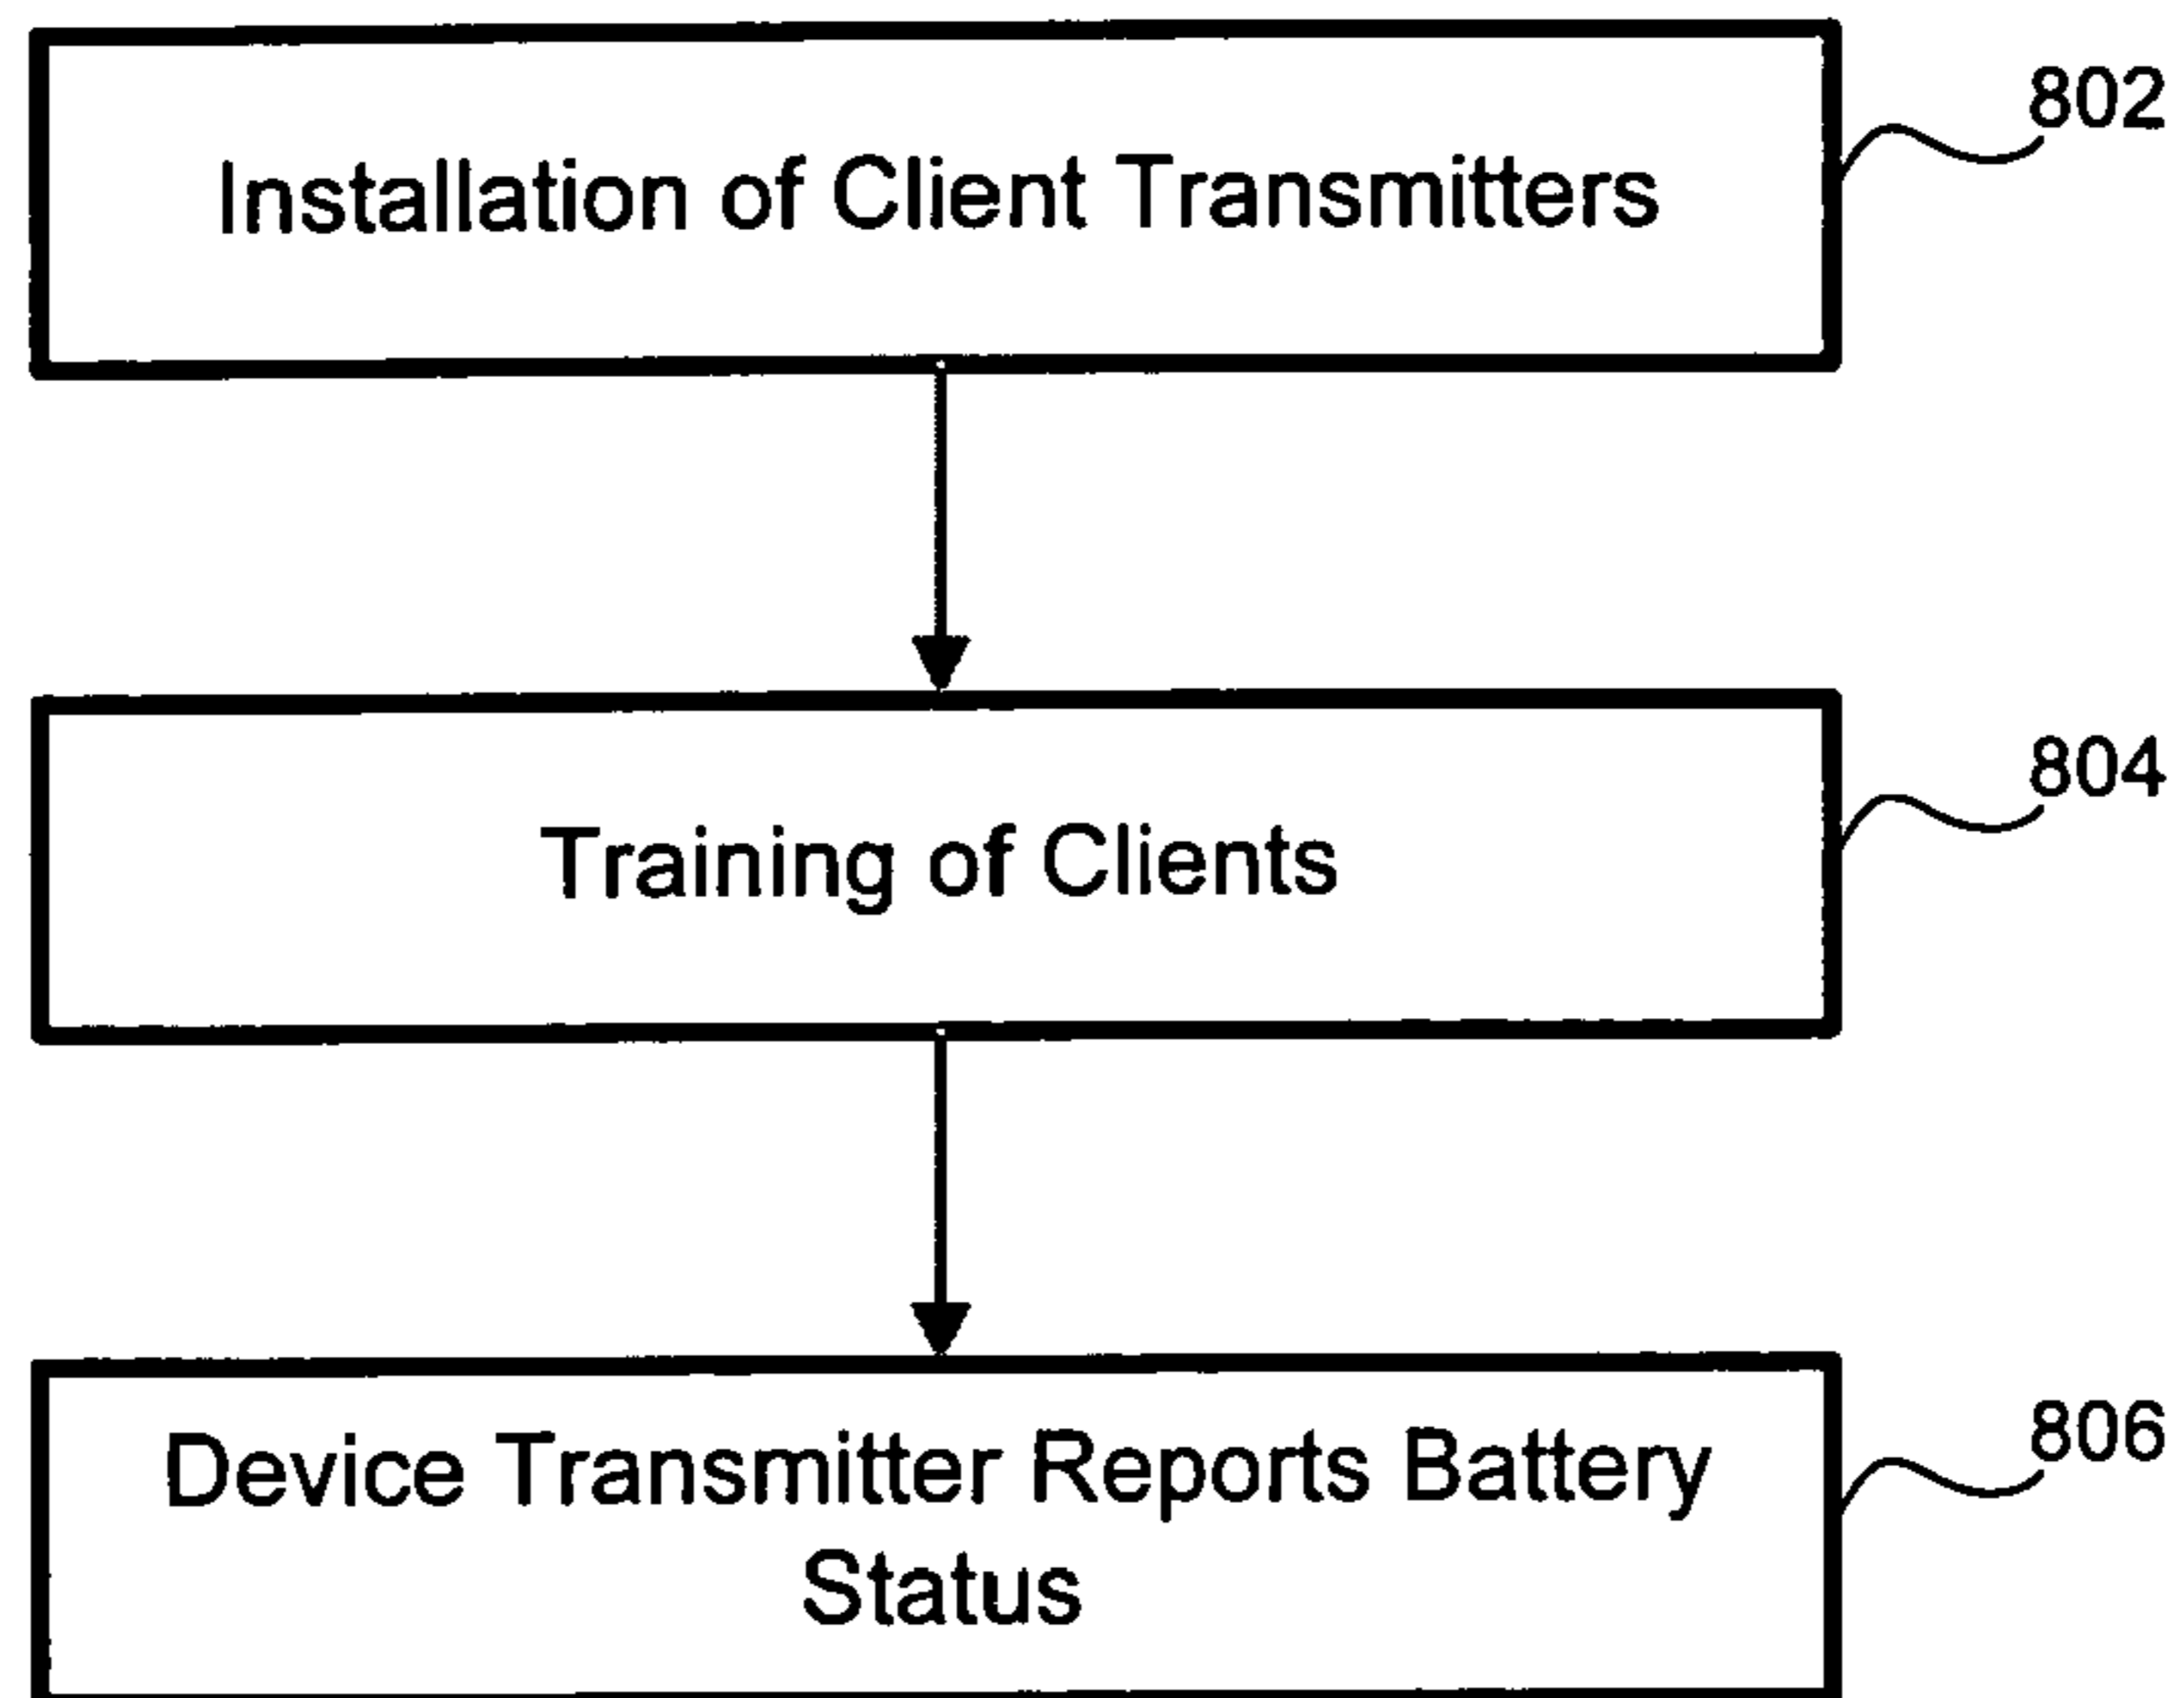 802
Installation of Client Transmitters
804
Training of Clients
806
Device Transmitter Reports Battery
Status